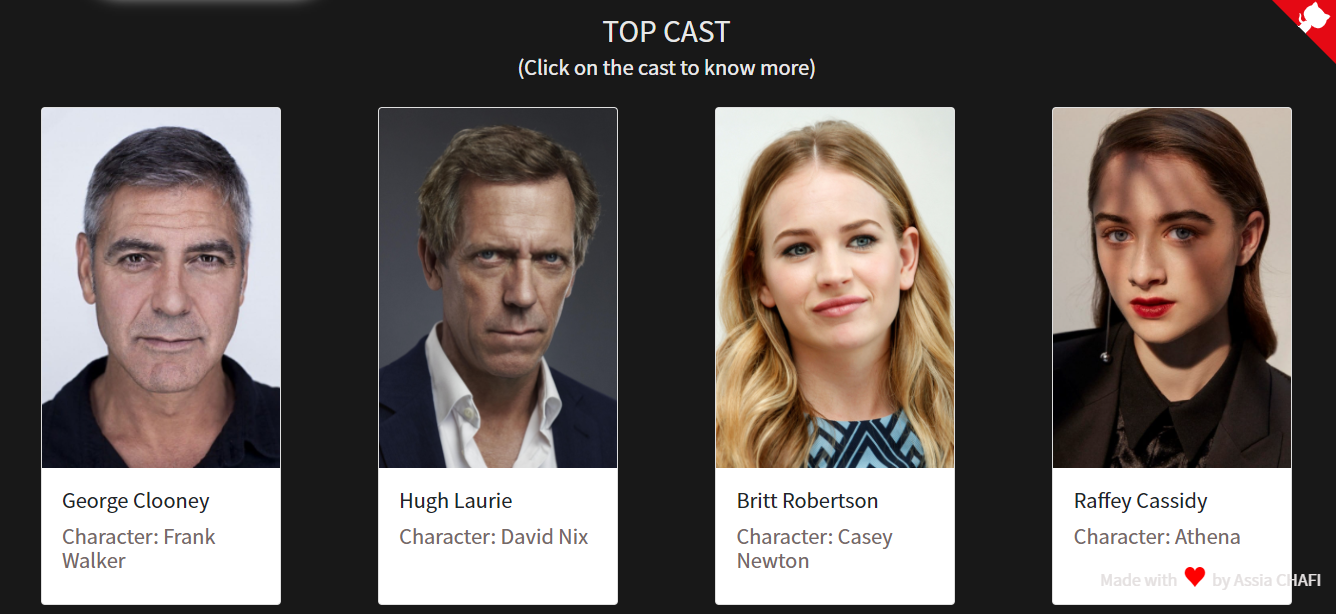 TOP CAST
(Click on the cast to know more)
George Clooney
Character: Frank
Walker
Hugh Laurie
Character: David Nix
Britt Robertson
Character: Casey
Newton
Raffey Cassidy
Character: Athena
Made with ❤ by Assia CHAFI